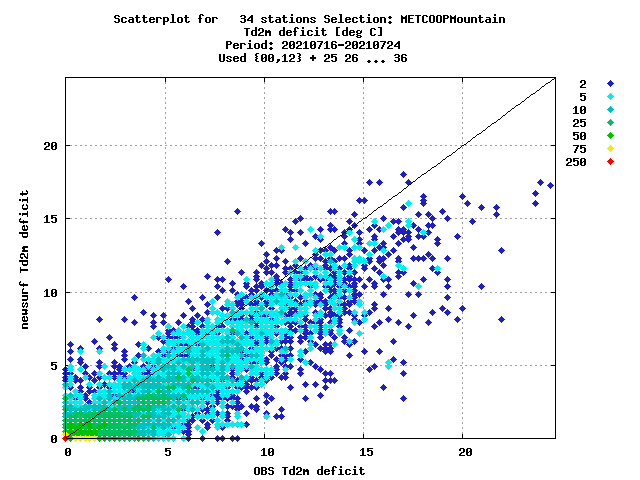 Scatterplot for   34 stations Selection: METCOOPMountain
Td2m deficit [deg C]
Period: 20210716-20210724
Used {00,12} + 25 26 ... 36
2
5
10
25
50
75
250
newsurf Td2m deficit
20
15
10
5
0
0 5 10 15 20
OBS Td2m deficit